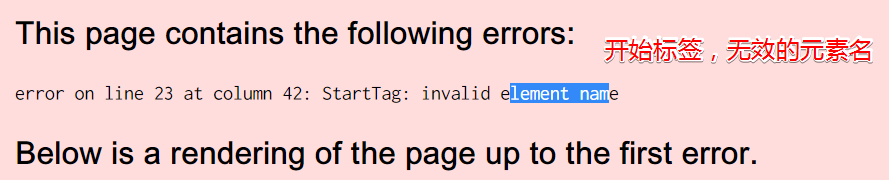 This page contains the following errors:
开始标签，无效的元素名
error on line 23 at column 42: StartTag: invalid element name
Below is a rendering of the page up to the first error.